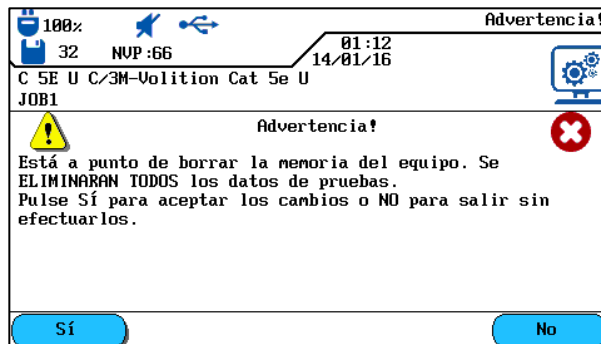 100%
Advertencia!
32 NVP:66
01:12
14/01/16
C 5E U C/3M-Volition Cat 5e U
JOB1
Advertencia!
Está a punto de borrar la memoria del equipo. Se
ELIMINARAN TODOS los datos de pruebas.
Pulse Sí para aceptar los cambios o NO para salir sin
efectuarlos.
Sí
No